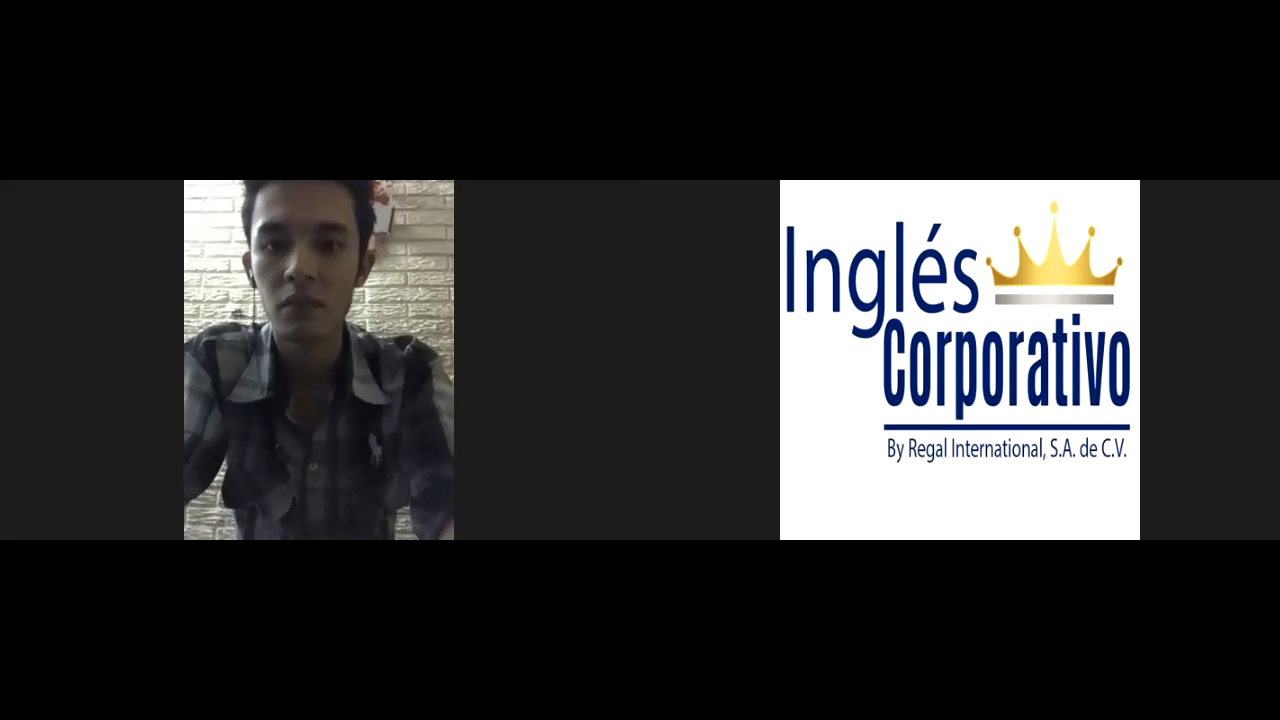 Inglés
Corporativo
By Regal International, S.A. de C.V.